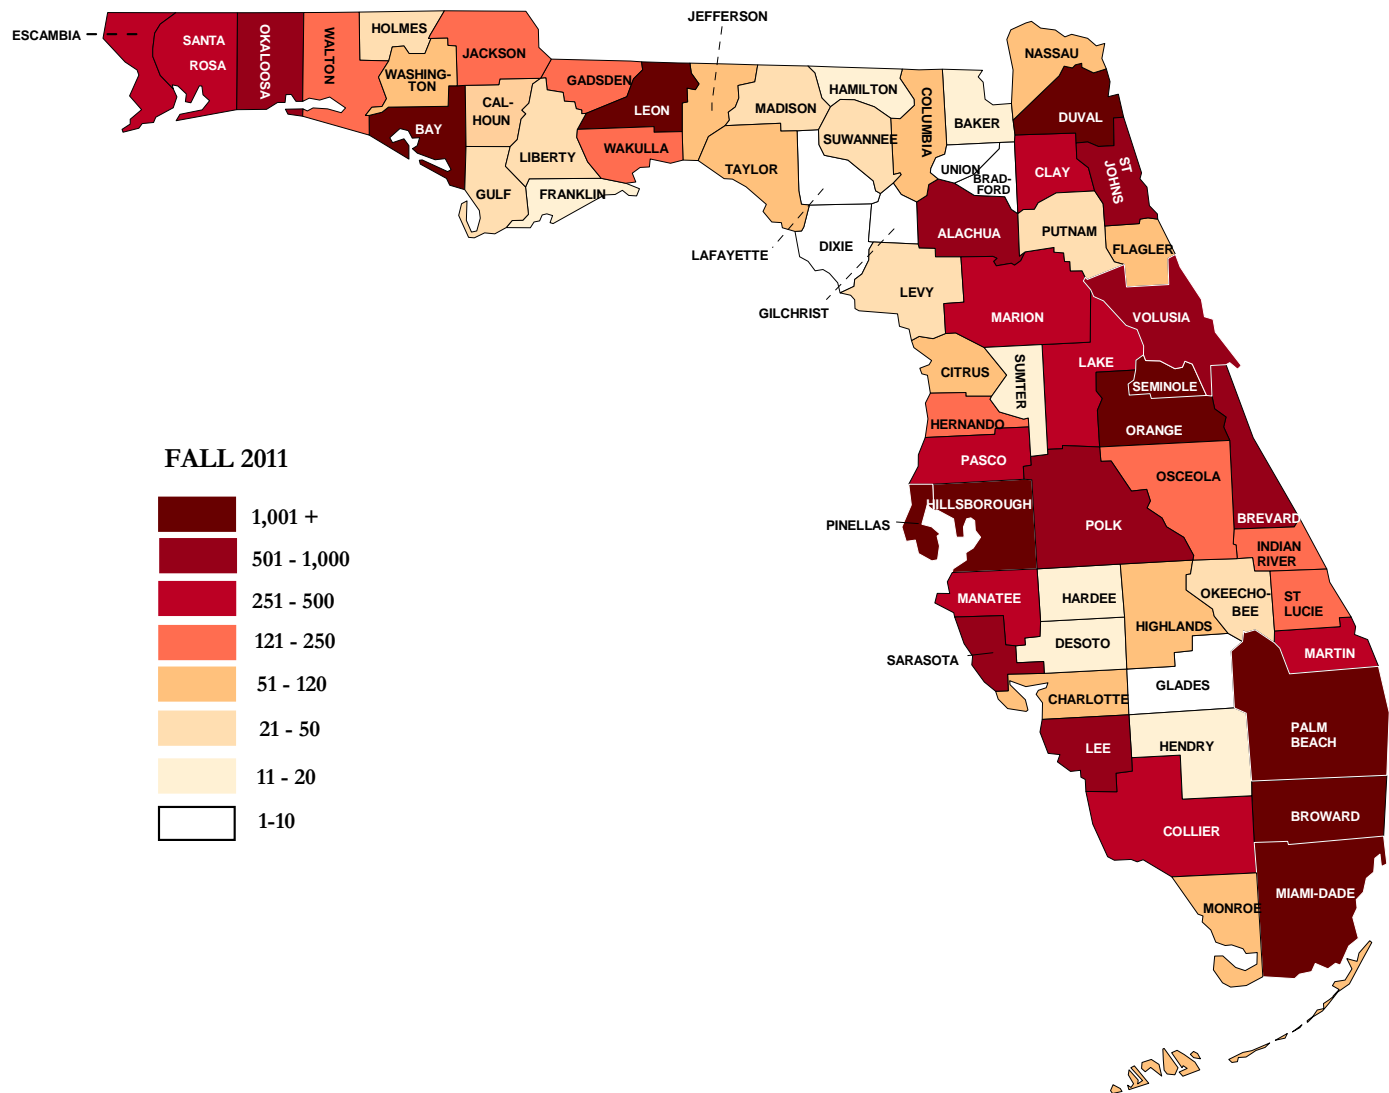 JEFFERSON
ESCAMBIA
SANTA
ROSA
OKALOOSA
WALTON
HOLMES
WASHING-
TON
JACKSON
BAY
CAL-
HOUN
GULF
LIBERTY
FRANKLIN
GADSDEN
LEON
WAKULLA
MADISON
TAYLOR
HAMILTON
SUWANNEE
COLUMBIA
BAKER
NASSAU
DUVAL
UNION
BRAD-
FORD
CLAY
ST
JOHNS
LAFAYETTE
DIXIE
GILCHRIST
ALACHUA
PUTNAM
FLAGLER
LEVY
MARION
VOLUSIA
CITRUS
SUMTER
LAKE
SEMINOLE
HERNANDO
ORANGE
PASCO
OSCEOLA
BREVARD
PINELLAS
HILLSBOROUGH
POLK
INDIAN
RIVER
MANATEE
HARDEE
HIGHLANDS
OKEECHO-
BEE
ST
LUCIE
SARASOTA
DESOTO
MARTIN
CHARLOTTE
GLADES
LEE
HENDRY
PALM
BEACH
COLLIER
BROWARD
MONROE
MIAMI-DADE
FALL 2011
1,001 +
501 - 1,000
251 - 500
121 - 250
51 - 120
21 - 50
11 - 20
1-10